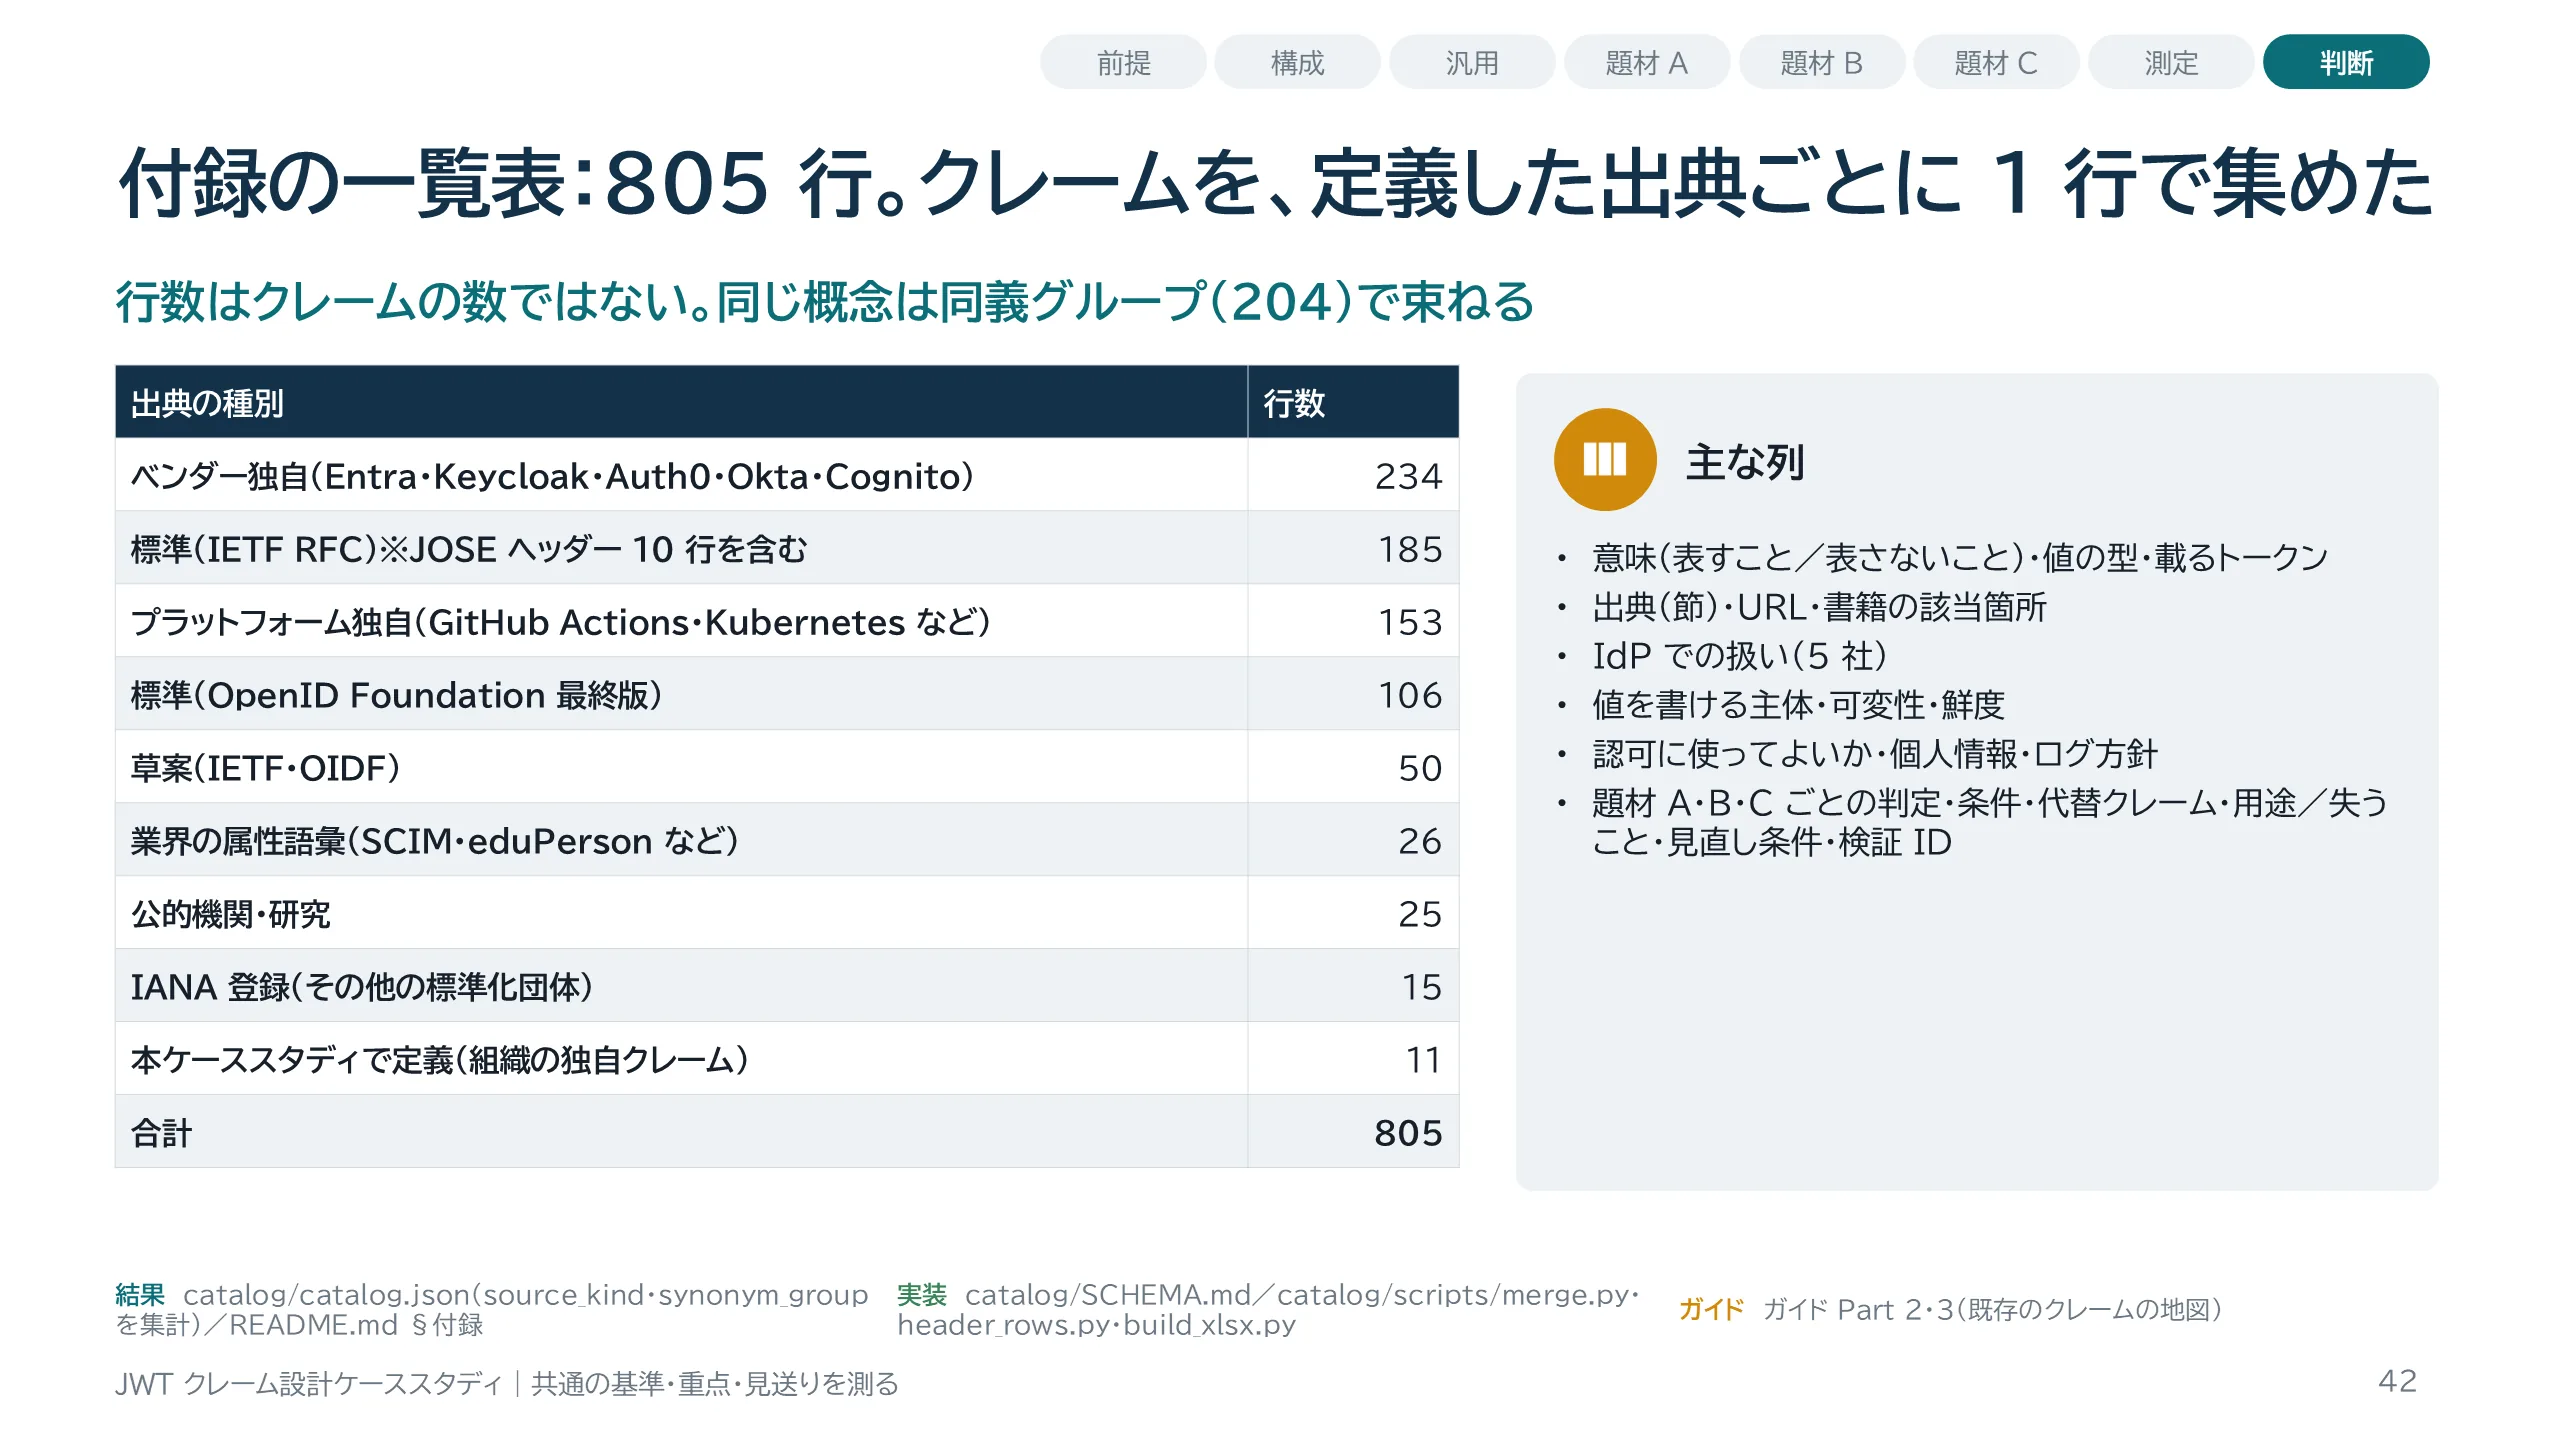 前提 構成 汎用 題材 A 題材 B 題材 C 測定 判断
付録の一覧表：805 行。クレームを、定義した出典ごとに 1 行で集めた
行数はクレームの数ではない。同じ概念は同義グループ（204）で束ねる
出典の種別 行数
ベンダー独自（Entra・Keycloak・Auth0・Okta・Cognito） 234
標準（IETF RFC）※JOSE ヘッダー 10 行を含む 185
プラットフォーム独自（GitHub Actions・Kubernetes など） 153
標準（OpenID Foundation 最終版） 106
草案（IETF・OIDF） 50
業界の属性語彙（SCIM・eduPerson など） 26
公的機関・研究 25
IANA 登録（その他の標準化団体） 15
本ケーススタディで定義（組織の独自クレーム） 11
合計 805
主な列
・ 意味（表すこと／表さないこと）・値の型・載るトークン
・ 出典（節）・URL・書籍の該当箇所
・ IdP での扱い（5 社）
・ 値を書ける主体・可変性・鮮度
・ 認可に使ってよいか・個人情報・ログ方針
・ 題材 A・B・C ごとの判定・条件・代替クレーム・用途／失う
こと・見直し条件・検証 ID
結果 catalog/catalog.json（source_kind・synonym_group
を集計）／README.md §付録
実装 catalog/SCHEMA.md／catalog/scripts/merge.py・
header_rows.py・build_xlsx.py
ガイド ガイド Part 2・3（既存のクレームの地図）
JWT クレーム設計ケーススタディ｜共通の基準・重点・見送りを測る
42